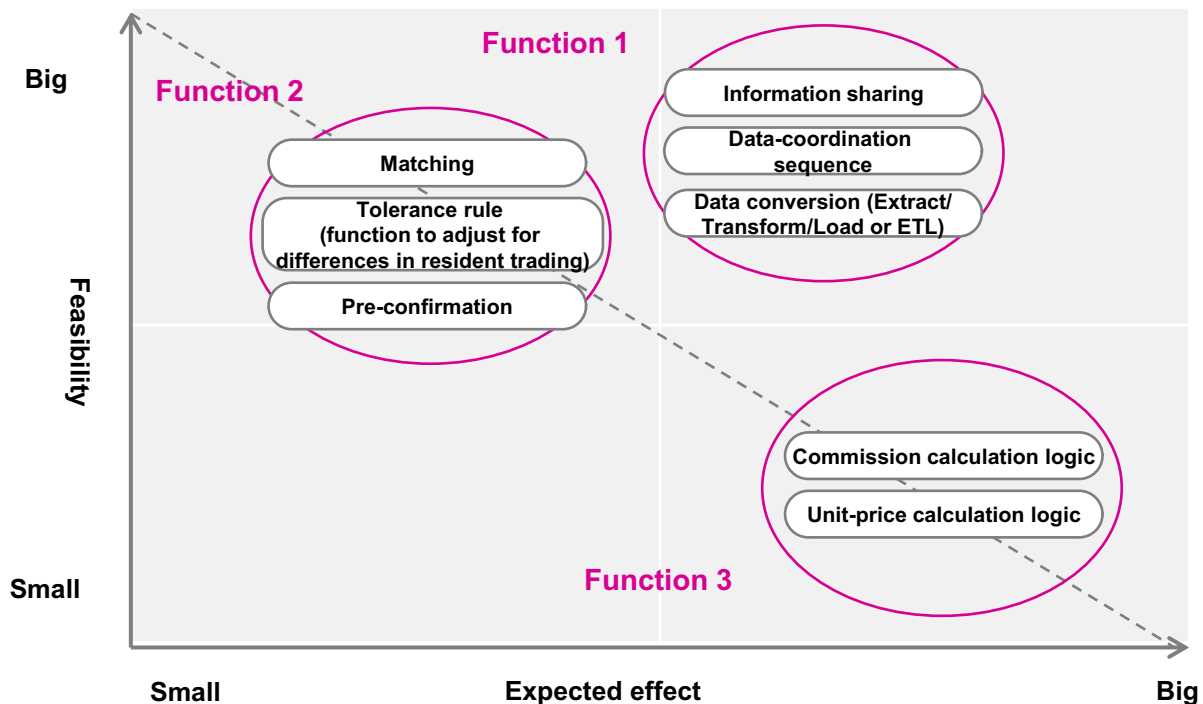 Function 1
Big
Function 2
Information sharing
Data-coordination
sequence
Matching
Data conversion (Extract/
Transform/Load or ETL)
Tolerance rule
(function to adjust for
differences in resident trading)
Pre-confirmation
Feasibility
Commission calculation logic
Unit-price calculation logic
Function 3
Small
Small
Expected effect
Big